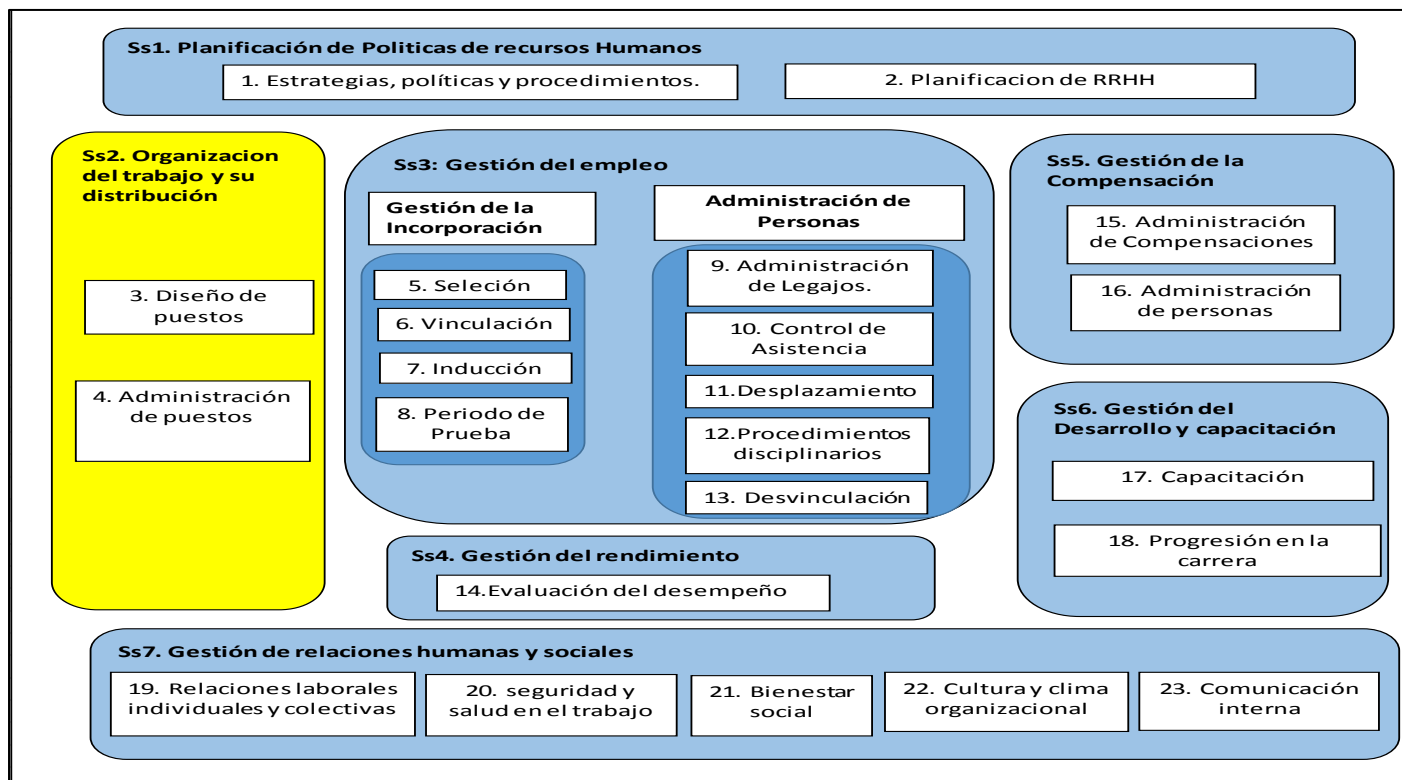 Ss1. Planificación de Politicas de recursos Humanos
1. Estrategias, políticas y procedimientos.
2. Planificacion de RRHH
Ss2. Organizacion
del trabajo y su
distribución
3. Diseño de
puestos
4. Administración
de puestos
Ss3: Gestión del empleo
Gestión de la
Incorporación
5. Seleción
6. Vinculación
7. Inducción
8. Periodo de
Prueba
Administración de
Personas
9. Administración
de Legajos.
10. Control de
Asistencia
11.Desplazamiento
12.Procedimientos
disciplinarios
13. Desvinculación
Ss4. Gestión del rendimiento
14.Evaluación del desempeño
Ss5. Gestión de la
Compensación
15. Administración
de Compensaciones
16. Administración
de personas
Ss6. Gestión del
Desarrollo y capacitación
17. Capacitación
18. Progresión en la
carrera
Ss7. Gestión de relaciones humanas y sociales
19. Relaciones laborales
individuales y colectivas
20. seguridad y
salud en el trabajo
21. Bienestar
social
22. Cultura y clima
organizacional
23. Comunicación
interna